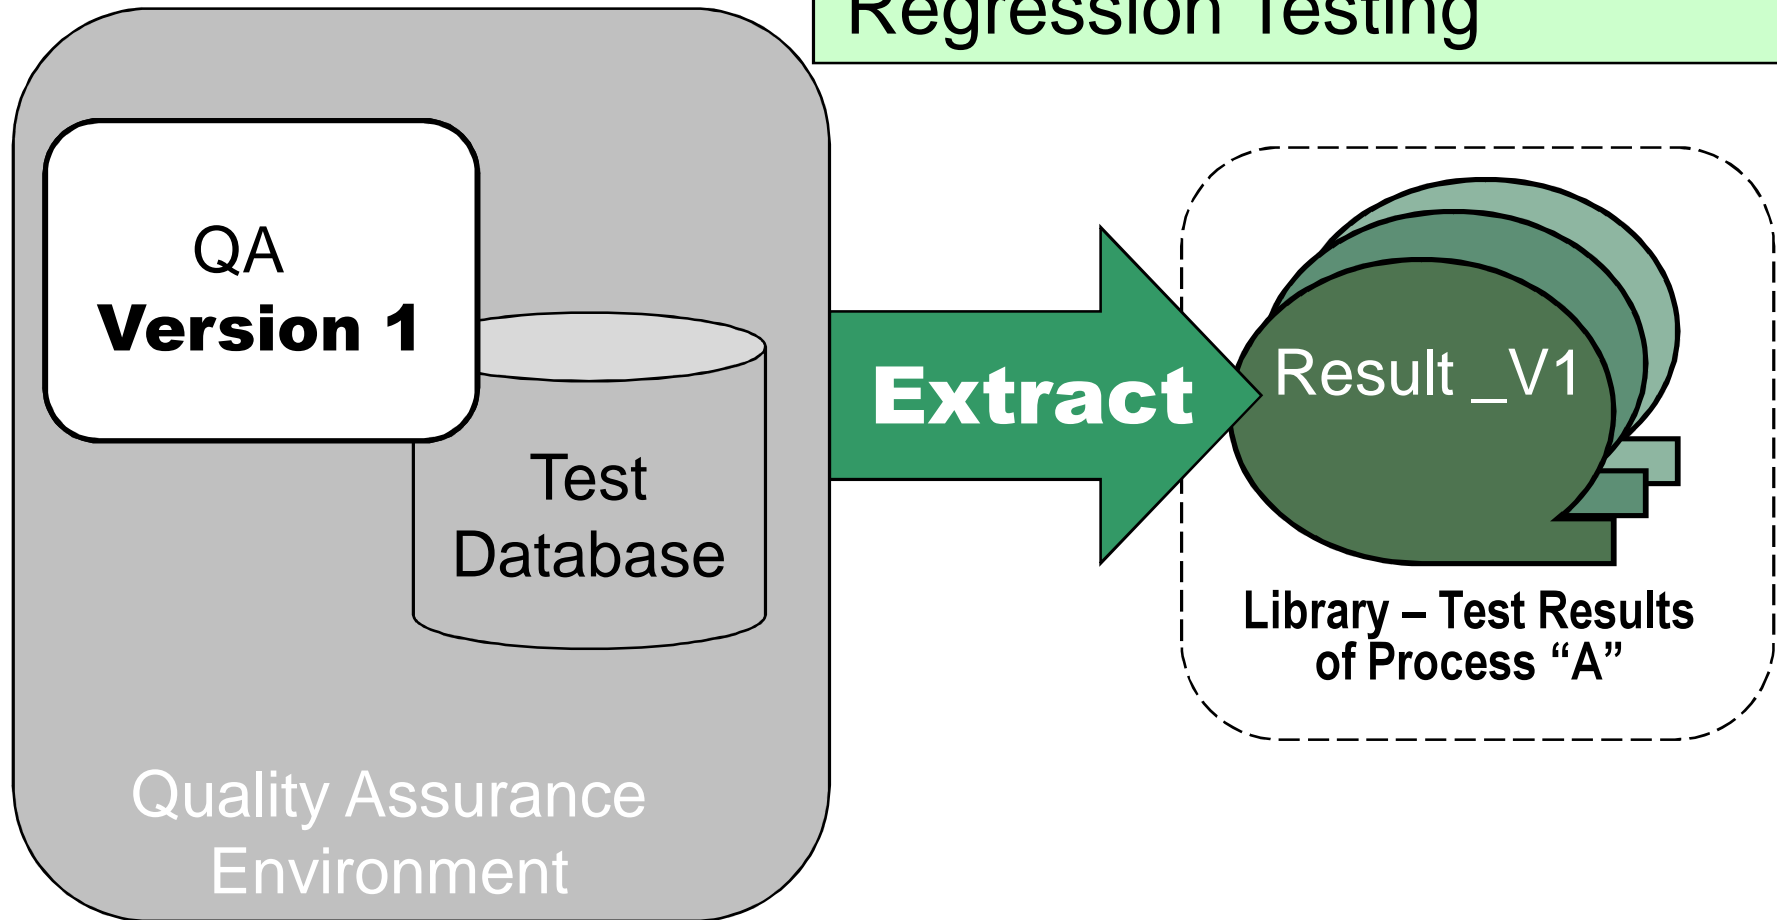 Regression Testing
QA
Version 1
Test
Database
Quality Assurance
Environment
Extract
Result _V1
Library – Test Results
of Process “A”